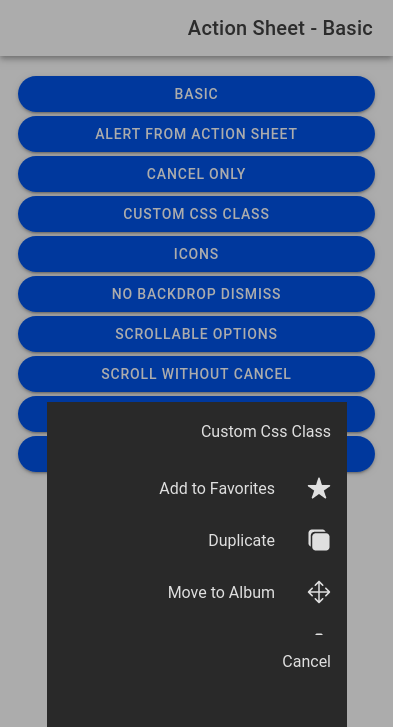 Action Sheet - Basic
BASIC
ALERT FROM ACTION SHEET
CANCEL ONLY
CUSTOM CSS CLASS
ICONS
NO BACKDROP DISMISS
SCROLLABLE OPTIONS
SCROLL WITHOUT CANCEL
Custom Css Class
Add to Favorites
Duplicate
Move to Album
Cancel